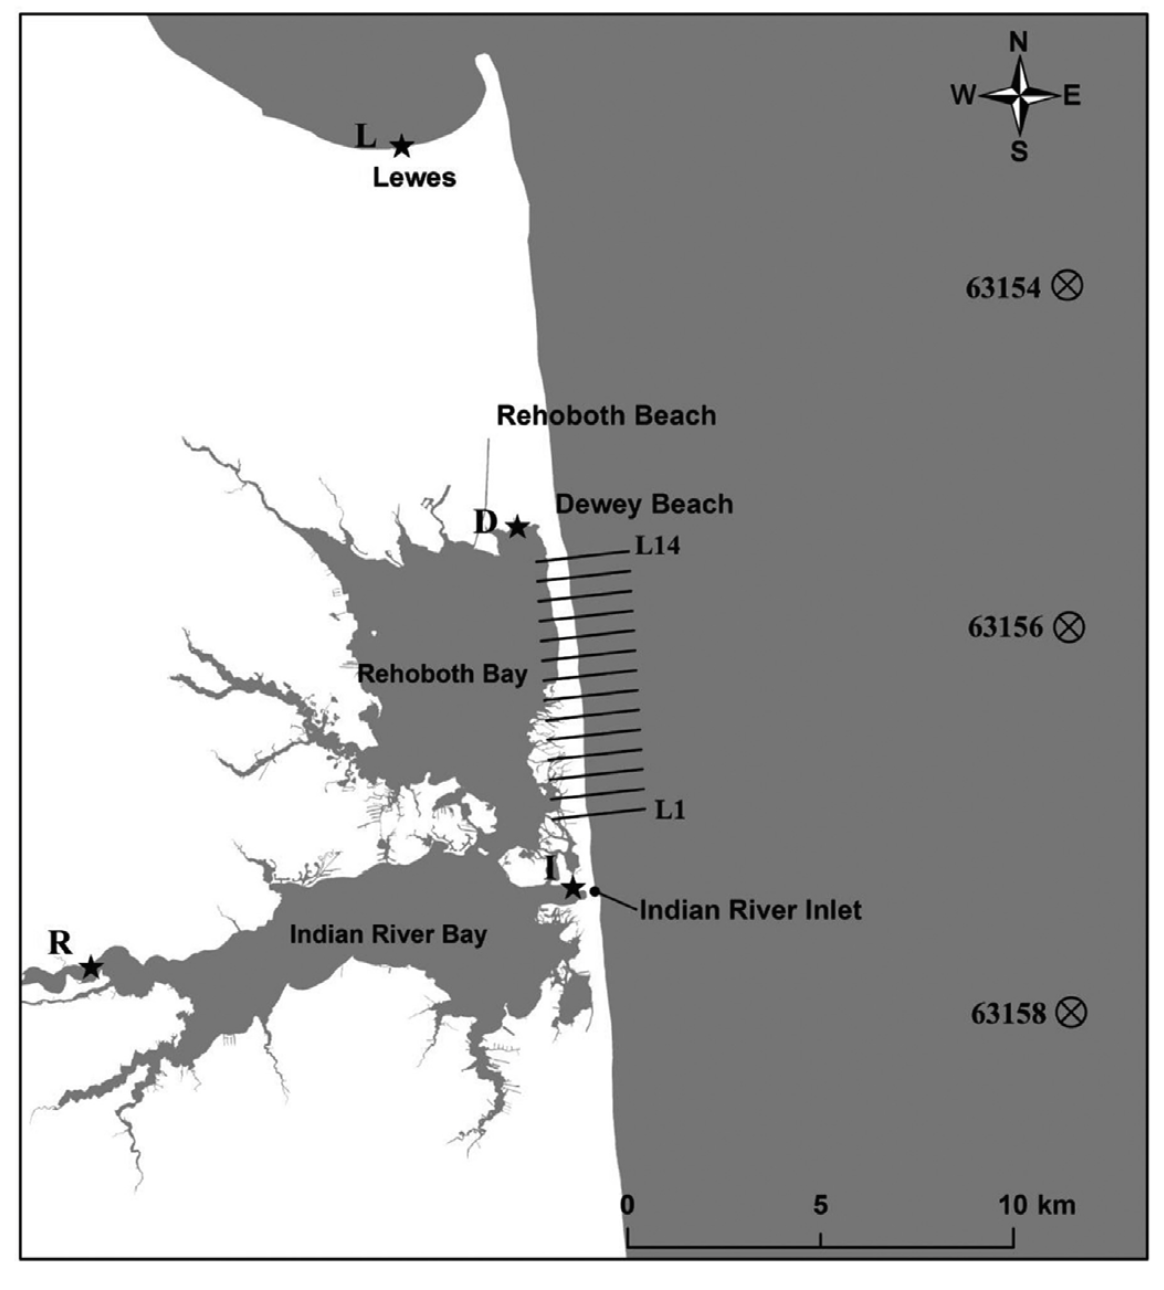 N
W E
S
L
Lewes
63154
Rehoboth Beach
Dewey Beach
D
L14
63156
Rehoboth Bay
L1
I
Indian River Inlet
Indian River Bay
R
63158
0 5 10 km